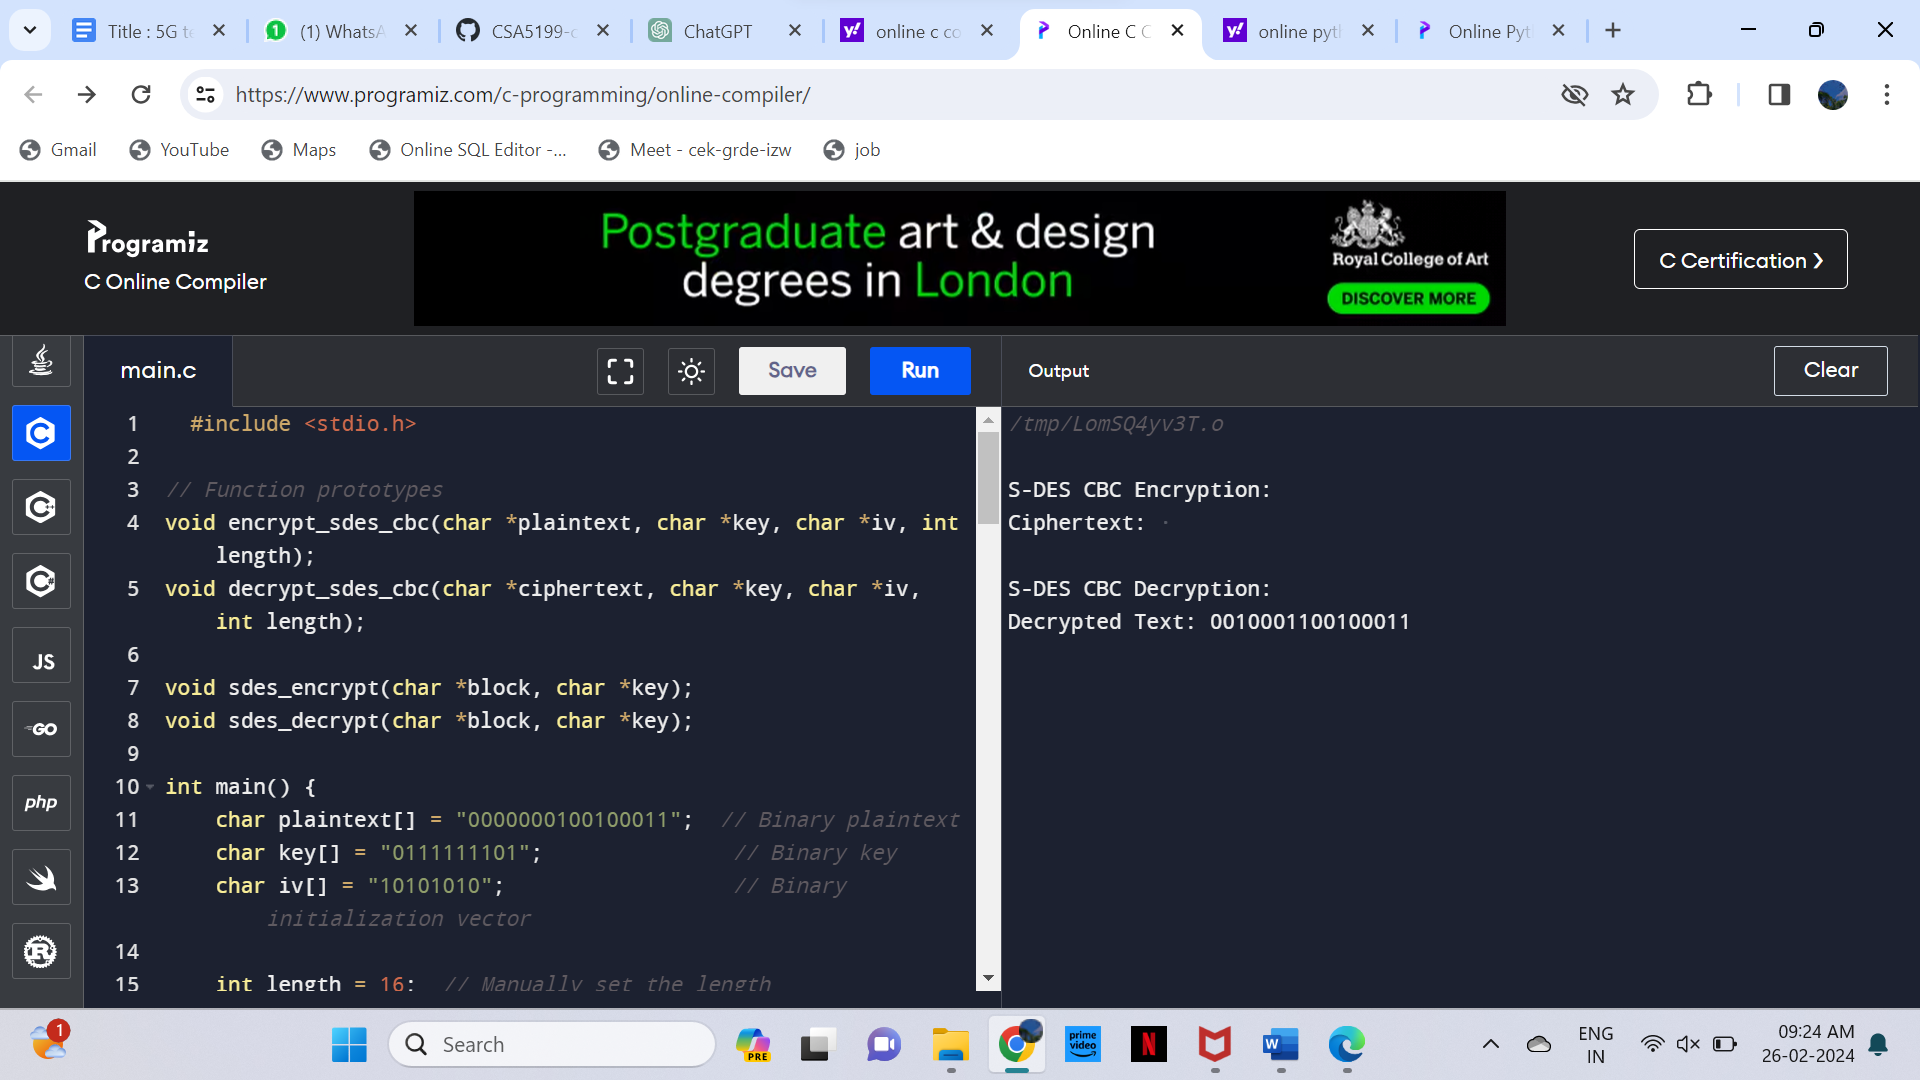 Title : 5G te
(1) WhatsA
CSA5199-c
ChatGPT
online c co
Online C C
online pyt
Online Pyt
https://www.programiz.com/c-programming/online-compiler/
Gmail
YouTube
Maps
Online SQL Editor -...
Meet - cek-grde-izw
job
Programiz
C Online Compiler
Postgraduate art & design
degrees in London
Royal College of Art
DISCOVER MORE
C Certification ❯
main.c
Save
Run
Output
Clear
1 #include <stdio.h>
2
3 // Function prototypes
4 void encrypt_sdes_cbc(char *plaintext, char *key, char *iv, int
length);
5 void decrypt_sdes_cbc(char *ciphertext, char *key, char *iv,
int length);
6
7 void sdes_encrypt(char *block, char *key);
8 void sdes_decrypt(char *block, char *key);
9
10 int main() {
11 char plaintext[] = "0000000100100011"; // Binary plaintext
12 char key[] = "0111111101"; // Binary key
13 char iv[] = "10101010"; // Binary
initialization vector
14
15 int length = 16; // Manually set the length
/tmp/LomSQ4yv3T.o
S-DES CBC Encryption:
Ciphertext: ·
S-DES CBC Decryption:
Decrypted Text: 0010001100100011
JS
GO
php
1
Search
PRE
prime video
N
W
ENG
IN
09:24 AM
26-02-2024